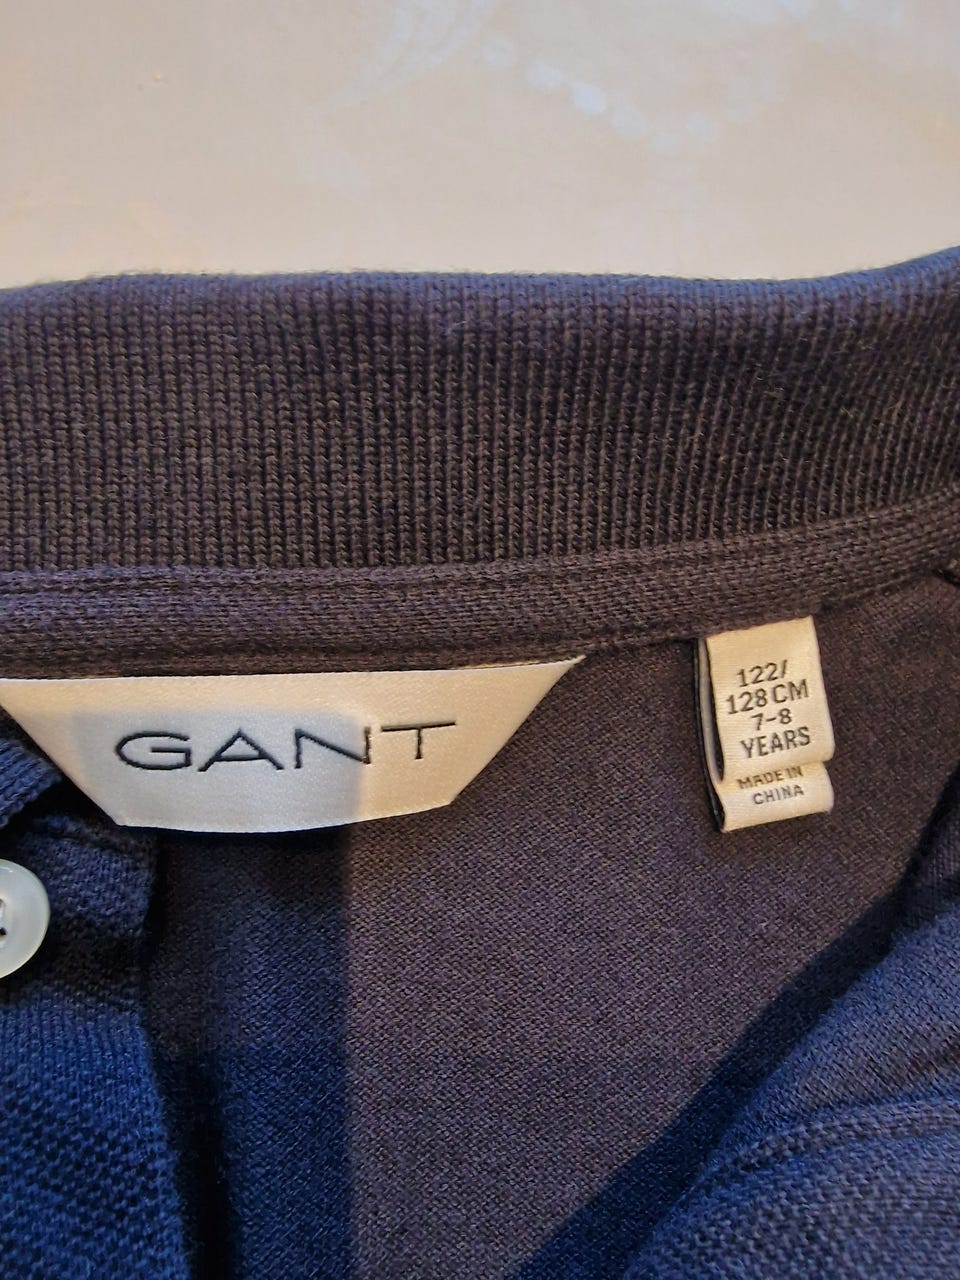 GANT
122/
128 CM
7-8
YEARS
MADE IN
CHINA